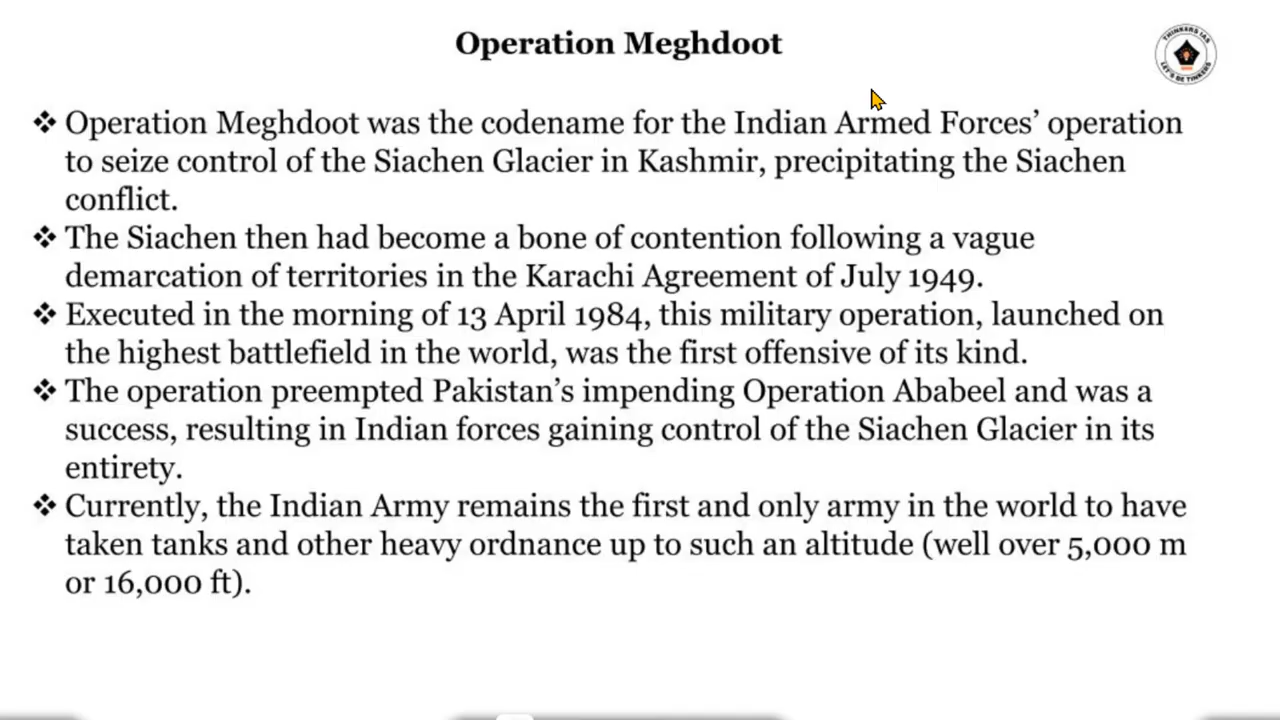 Operation Meghdoot
THINKERS IAS
LET'S BE TINKERS
❖ Operation Meghdoot was the codename for the Indian Armed Forces’ operation
to seize control of the Siachen Glacier in Kashmir, precipitating the Siachen
conflict.
❖ The Siachen then had become a bone of contention following a vague
demarcation of territories in the Karachi Agreement of July 1949.
❖ Executed in the morning of 13 April 1984, this military operation, launched on
the highest battlefield in the world, was the first offensive of its kind.
❖ The operation preempted Pakistan’s impending Operation Ababeel and was a
success, resulting in Indian forces gaining control of the Siachen Glacier in its
entirety.
❖ Currently, the Indian Army remains the first and only army in the world to have
taken tanks and other heavy ordnance up to such an altitude (well over 5,000 m
or 16,000 ft).